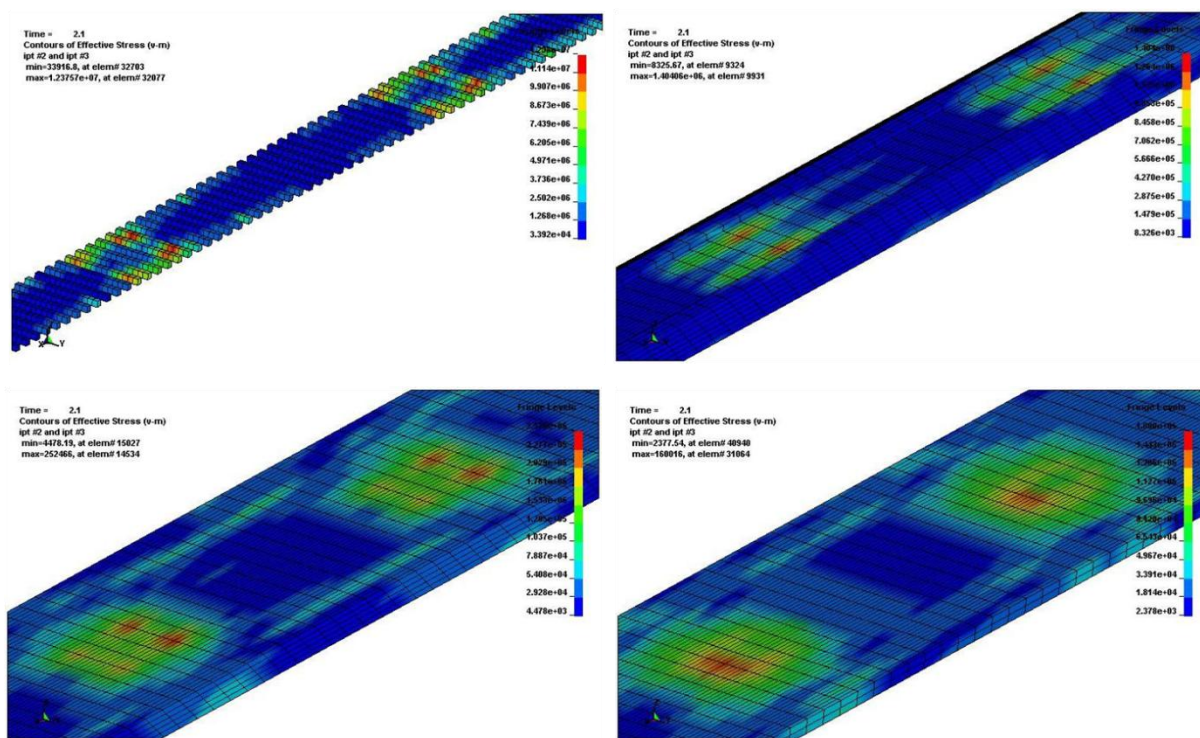 Time = 2.1
Contours of Effective Stress (v-m)
ipt #2 and ipt #3
min=33916.8, at elem# 32703
max=1.23757e+07, at elem# 32077
1.114e+07
9.907e+06
8.673e+06
7.439e+06
6.205e+06
4.971e+06
3.736e+06
2.502e+06
1.268e+06
3.392e+04
X
Y
Time = 2.1
Contours of Effective Stress (v-m)
ipt #2 and ipt #3
min=8325.67, at elem# 9324
max=1.40406e+06, at elem# 9931
8.458e+05
7.062e+05
5.666e+05
4.270e+05
2.875e+05
1.479e+05
8.326e+03
X
Y
Time = 2.1
Contours of Effective Stress (v-m)
ipt #2 and ipt #3
min=4478.19, at elem# 15027
max=252466, at elem# 14534
Fringe Levels
1.037e+05
7.887e+04
5.408e+04
2.928e+04
4.478e+03
Time = 2.1
Contours of Effective Stress (v-m)
ipt #2 and ipt #3
min=2377.54, at elem# 40948
max=160016, at elem# 31064
Fringe Levels
4.967e+04
3.391e+04
1.814e+04
2.378e+03